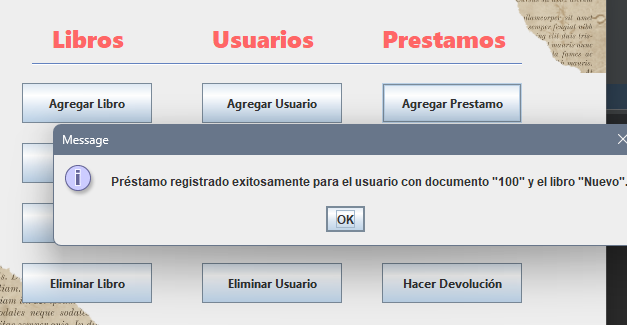 Libros Usuarios Prestamos
Agregar Libro Agregar Usuario Agregar Prestamo
Message
Préstamo registrado exitosamente para el usuario con documento "100" y el libro "Nuevo".
OK
Eliminar Libro Eliminar Usuario Hacer Devolución